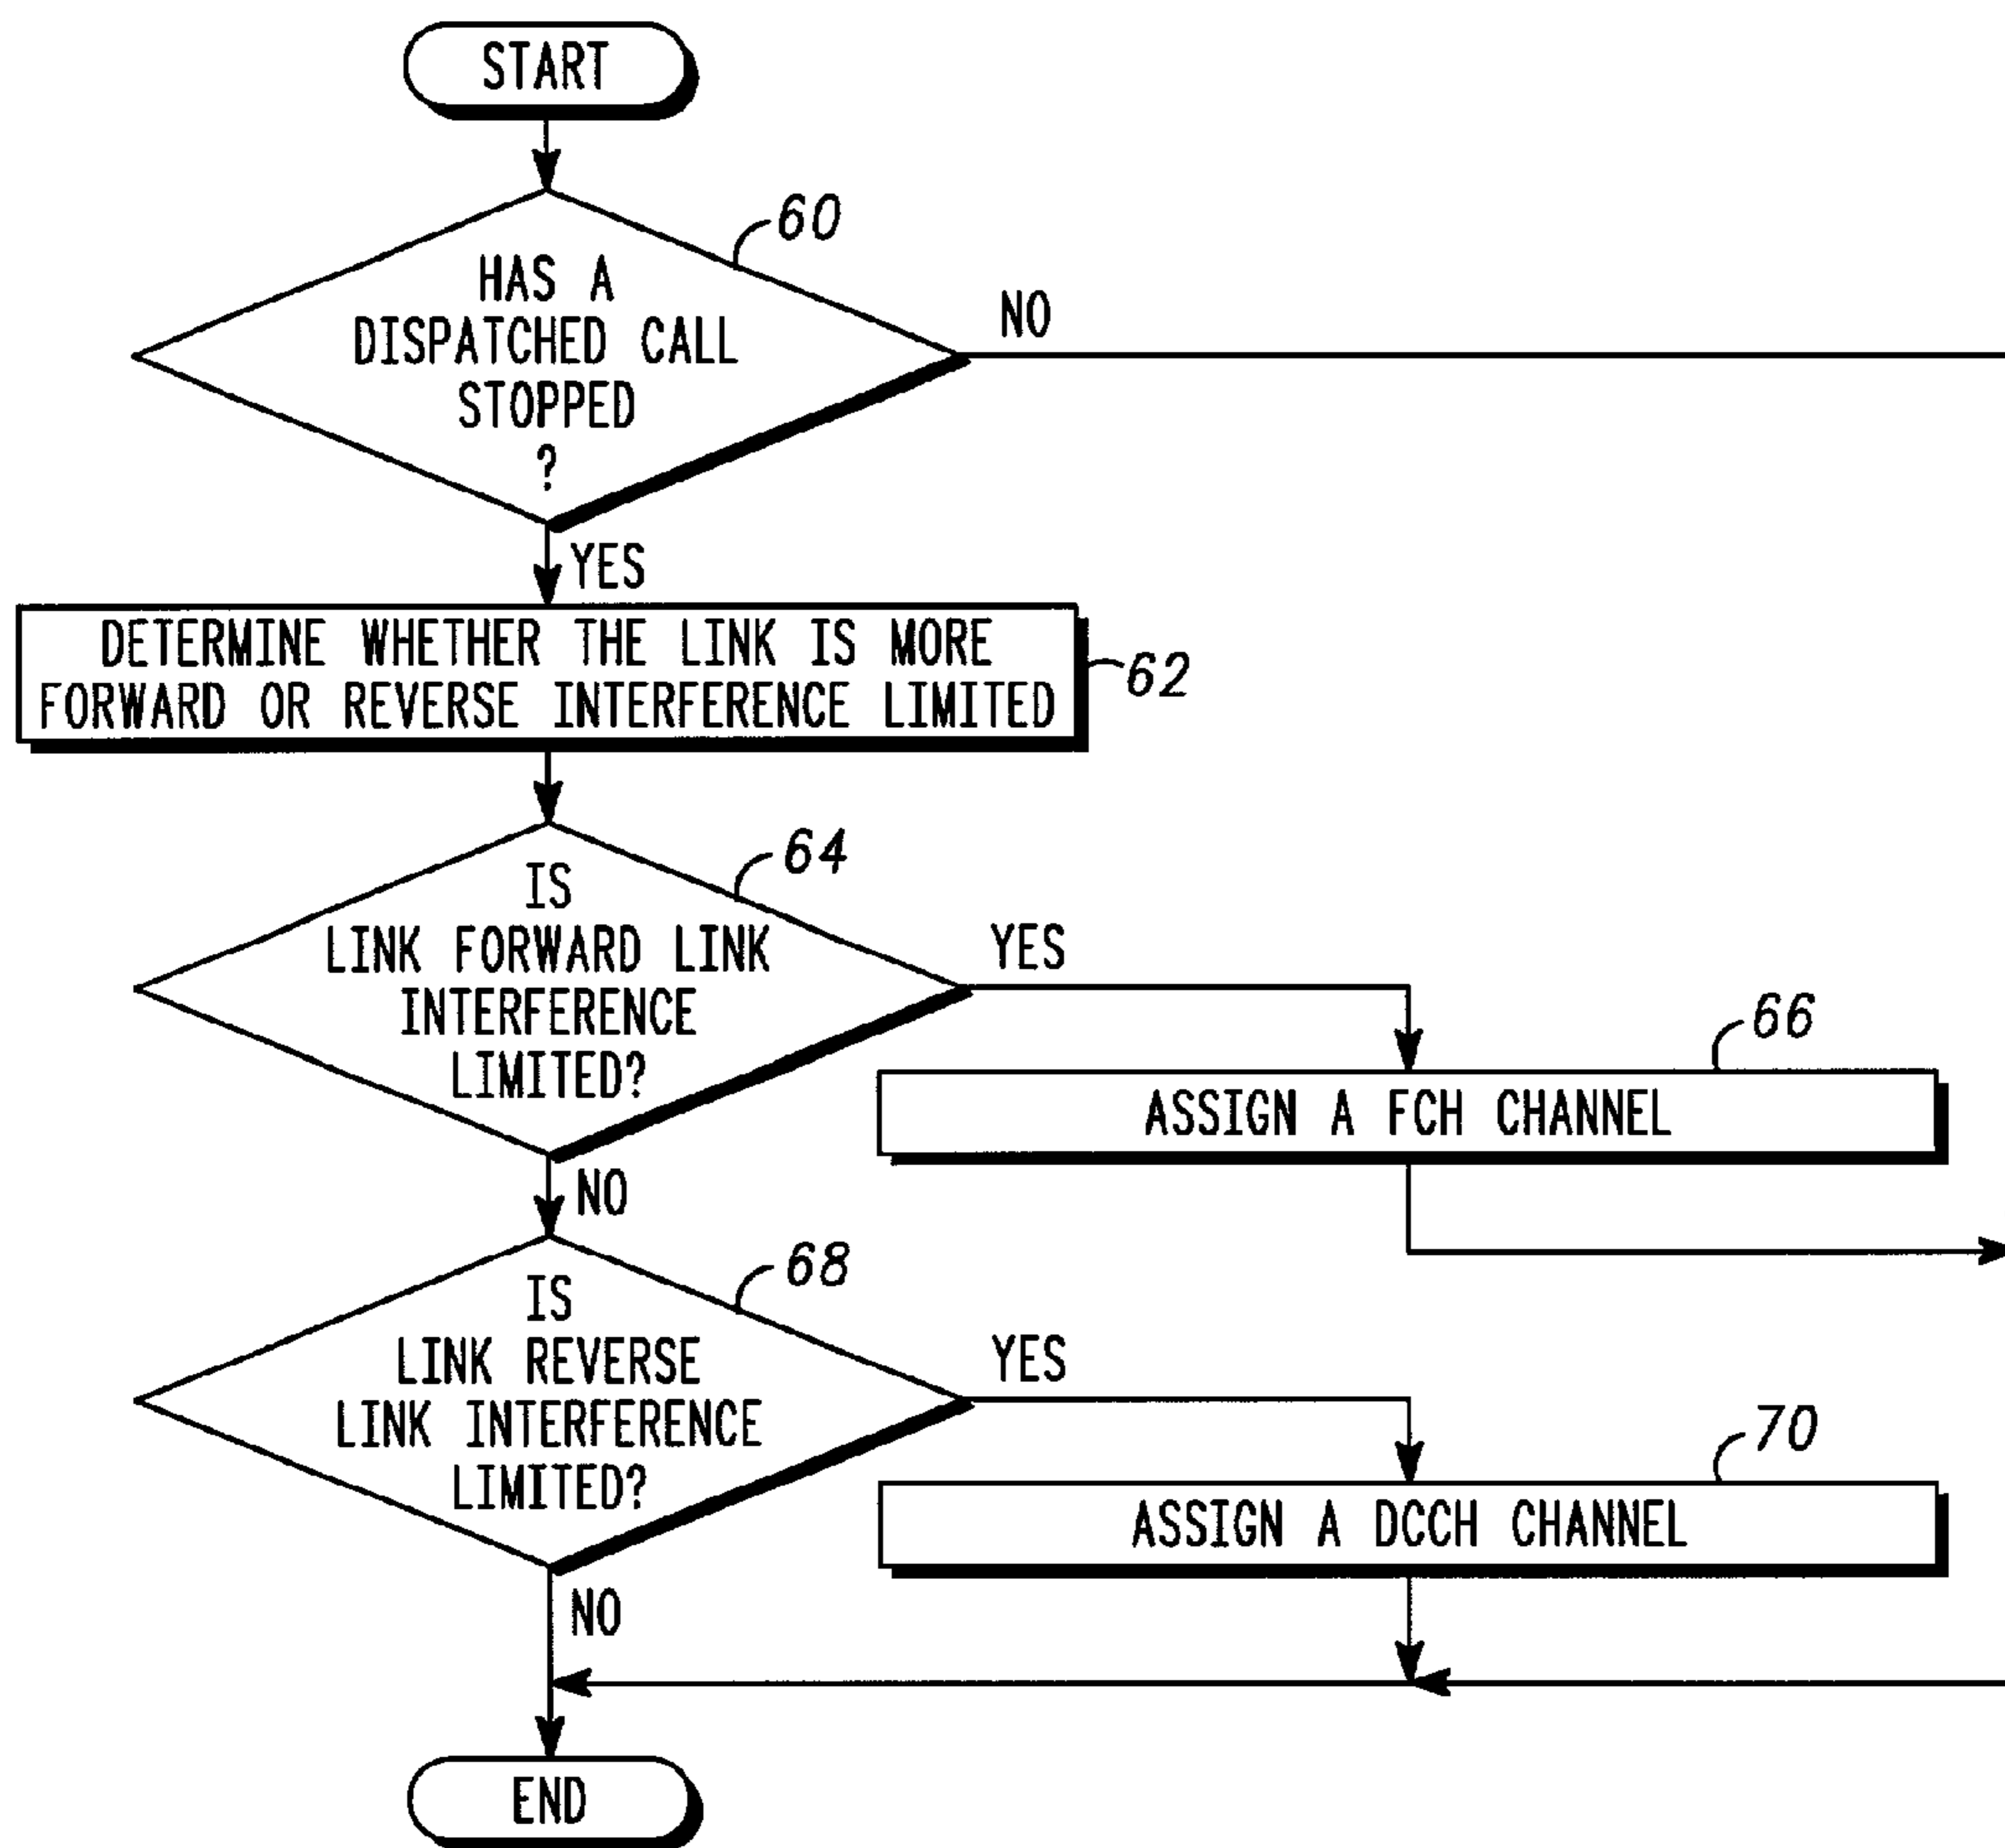 START
60
HAS A
DISPATCHED CALL
STOPPED
?
NO
YES
DETERMINE WHETHER THE LINK IS MORE
FORWARD OR REVERSE INTERFERENCE LIMITED
62
64
IS
LINK FORWARD LINK
INTERFERENCE
LIMITED?
YES
66
ASSIGN A FCH CHANNEL
NO
68
IS
LINK REVERSE
LINK INTERFERENCE
LIMITED?
YES
70
ASSIGN A DCCH CHANNEL
NO
END